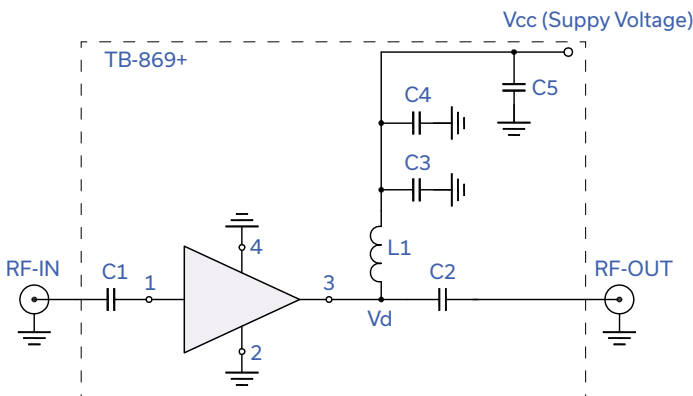 Vcc (Suppy Voltage)
TB-869+
C5
C4
C3
4
L1
RF-IN
C1
1
3
C2
RF-OUT
Vd
2